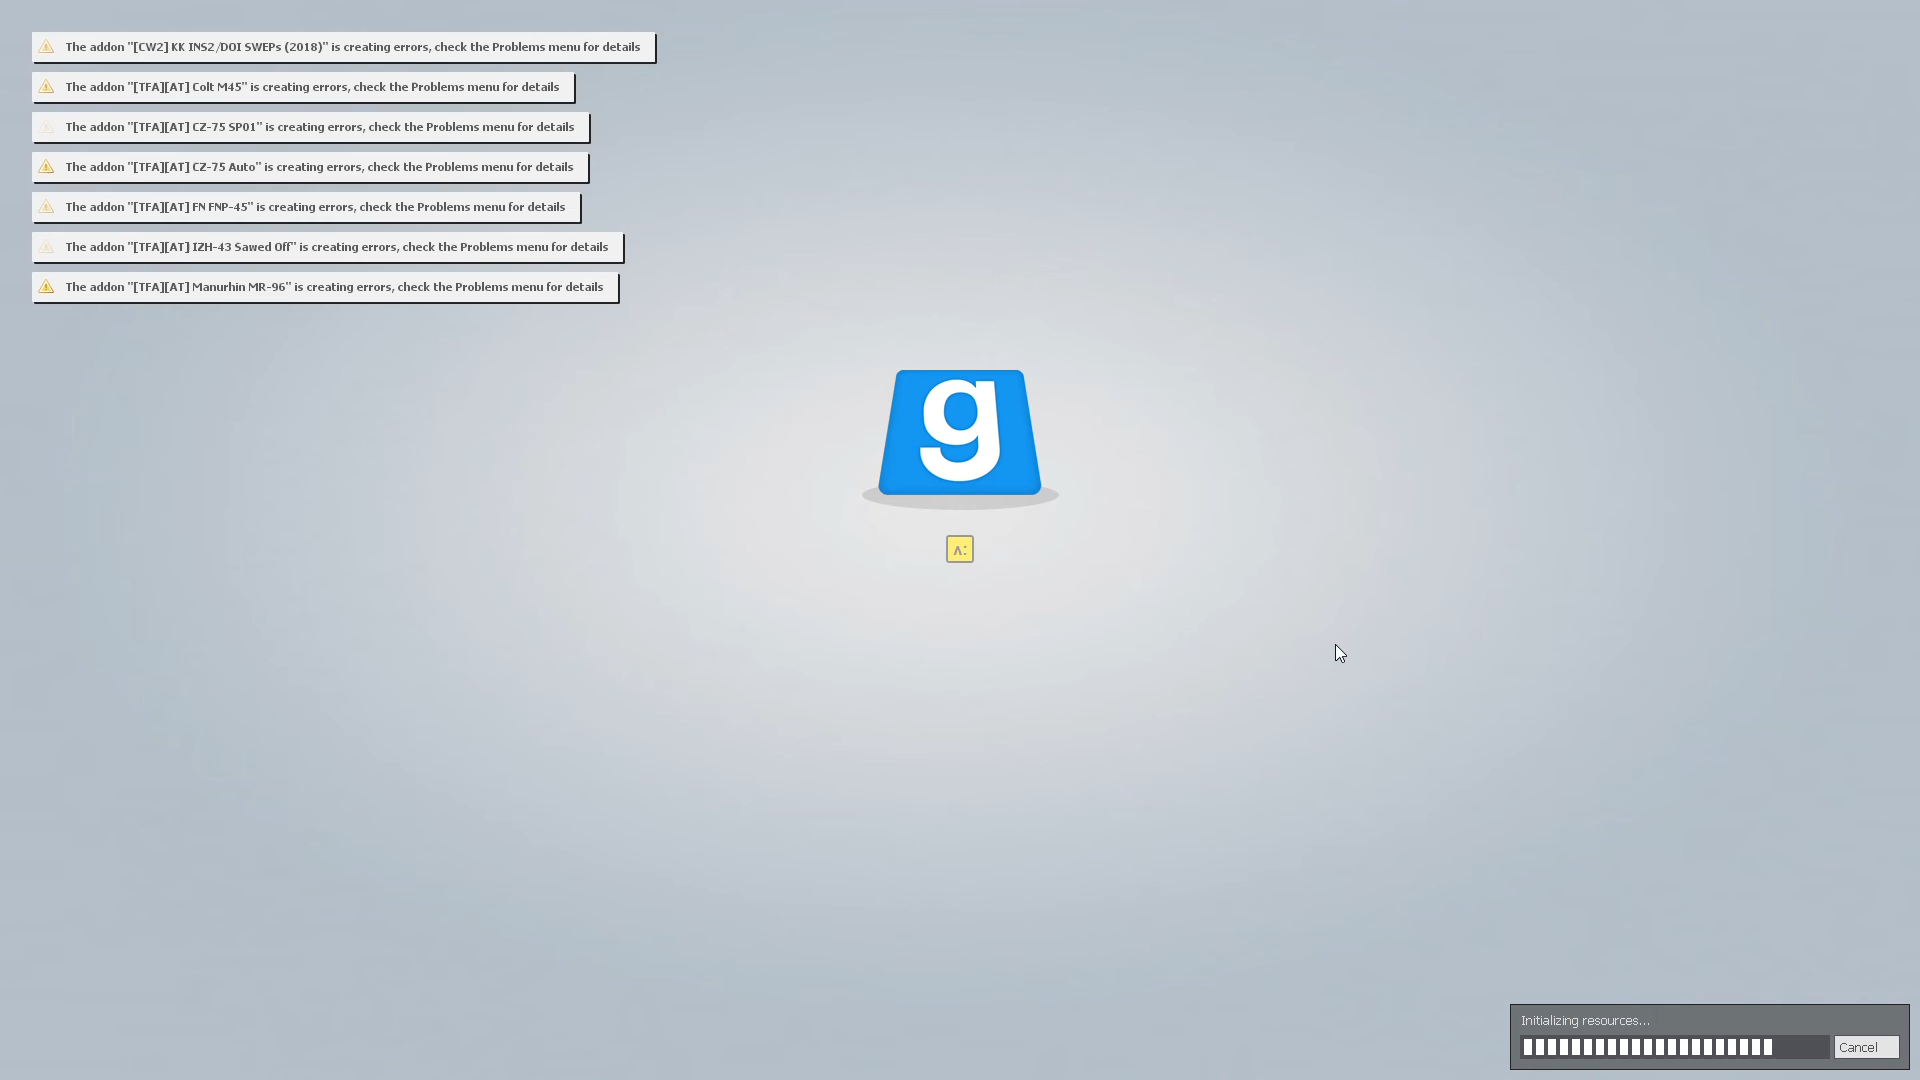 The addon "[CW2] KK INS2/DOI SWEPs (2018)" is creating errors, check the Problems menu for details
The addon "[TFA][AT] Colt M45" is creating errors, check the Problems menu for details
The addon "[TFA][AT] CZ-75 SP01" is creating errors, check the Problems menu for details
The addon "[TFA][AT] CZ-75 Auto" is creating errors, check the Problems menu for details
The addon "[TFA][AT] FN FNP-45" is creating errors, check the Problems menu for details
The addon "[TFA][AT] IZH-43 Sawed Off" is creating errors, check the Problems menu for details
The addon "[TFA][AT] Manurhin MR-96" is creating errors, check the Problems menu for details
g
Initializing resources...
Cancel